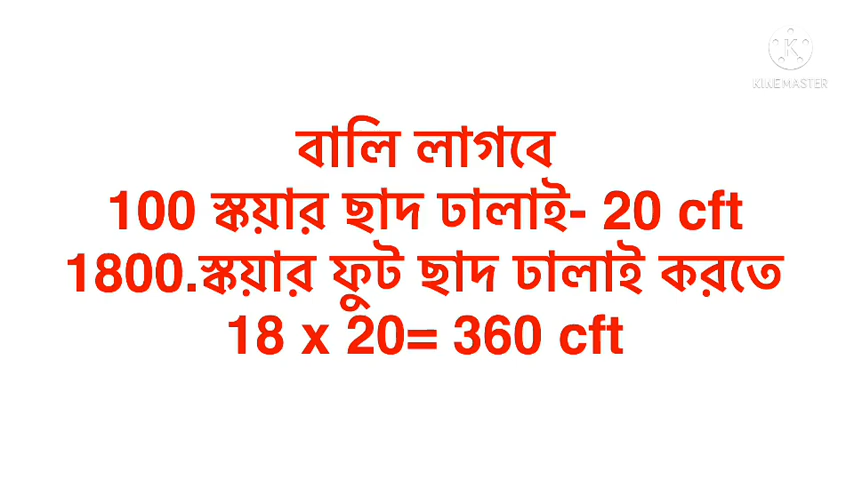 KINEMASTER
বালি লাগবে
100 স্কয়ার ছাদ ঢালাই- 20 cft
1800.স্কয়ার ফুট ছাদ ঢালাই করতে
18 x 20= 360 cft